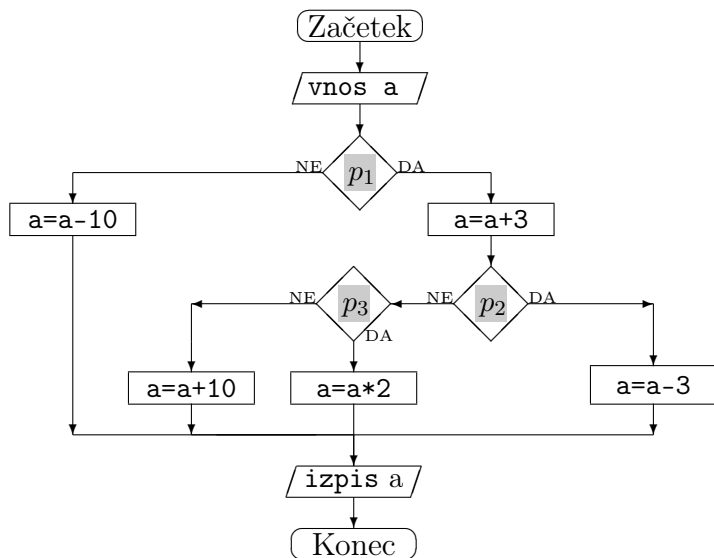 Začetek
vnos a
NE p₁ DA
a=a-10 a=a+3
NE p₃ NE p₂ DA
DA
a=a+10 a=a*2 a=a-3
izpis a
Konec